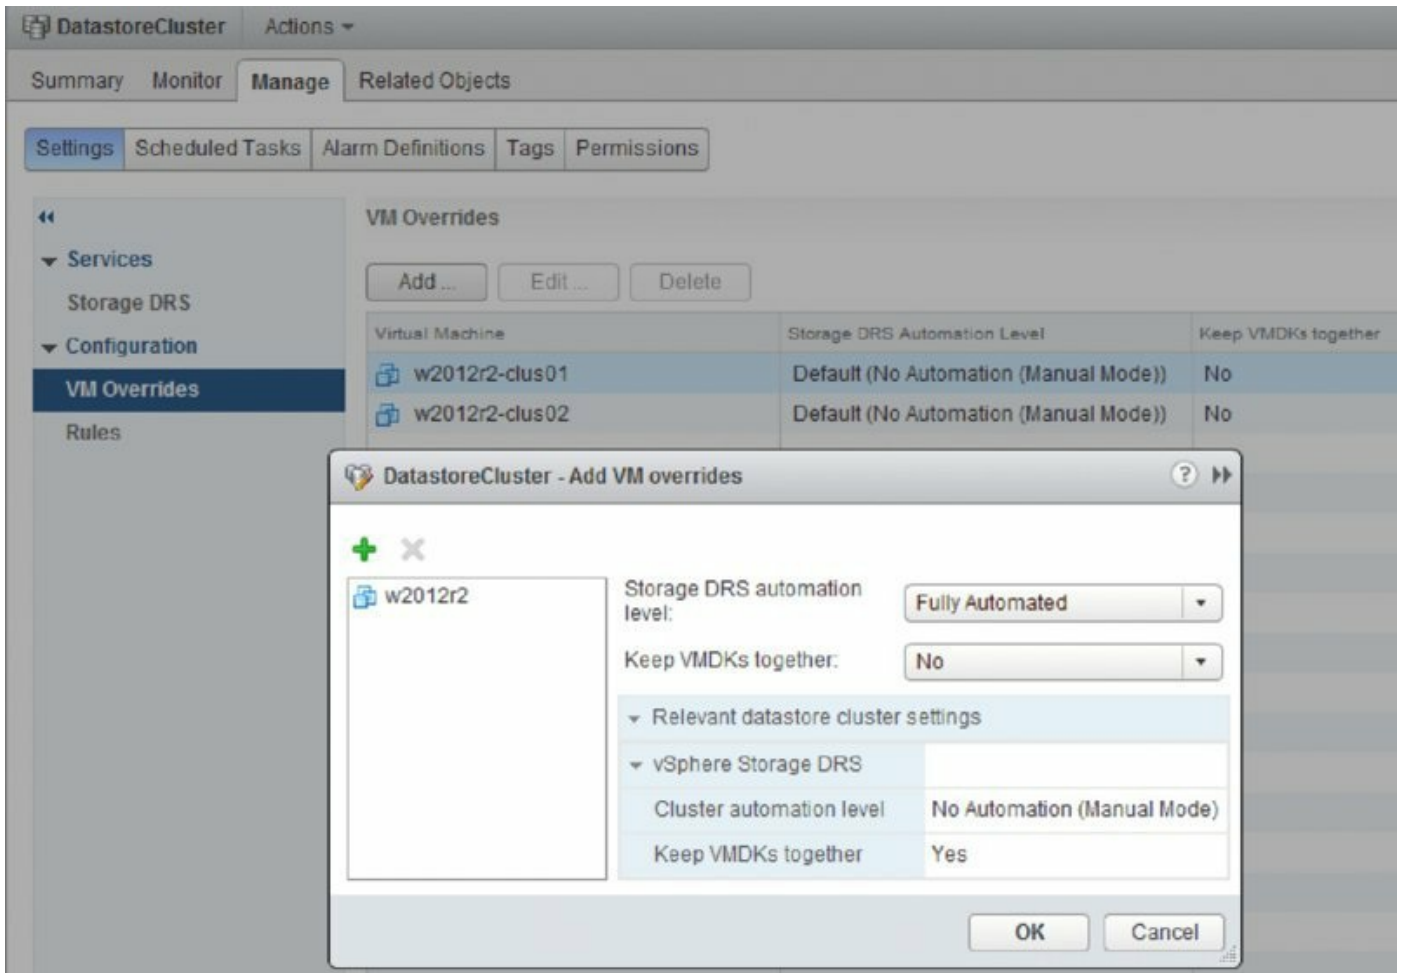 DatastoreCluster Actions
Summary Monitor Manage Related Objects
Settings Scheduled Tasks Alarm Definitions Tags Permissions
VM Overrides
Services
Storage DRS
Configuration
VM Overrides
Rules
Add ... Edit ... Delete
Virtual Machine Storage DRS Automation Level Keep VMDKs together
w2012r2-clus01 Default (No Automation (Manual Mode)) No
w2012r2-clus02 Default (No Automation (Manual Mode)) No
DatastoreCluster - Add VM overrides ?
w2012r2
Storage DRS automation
level:
Fully Automated
Keep VMDKs together: No
Relevant datastore cluster settings
vSphere Storage DRS
Cluster automation level No Automation (Manual Mode)
Keep VMDKs together Yes
OK Cancel